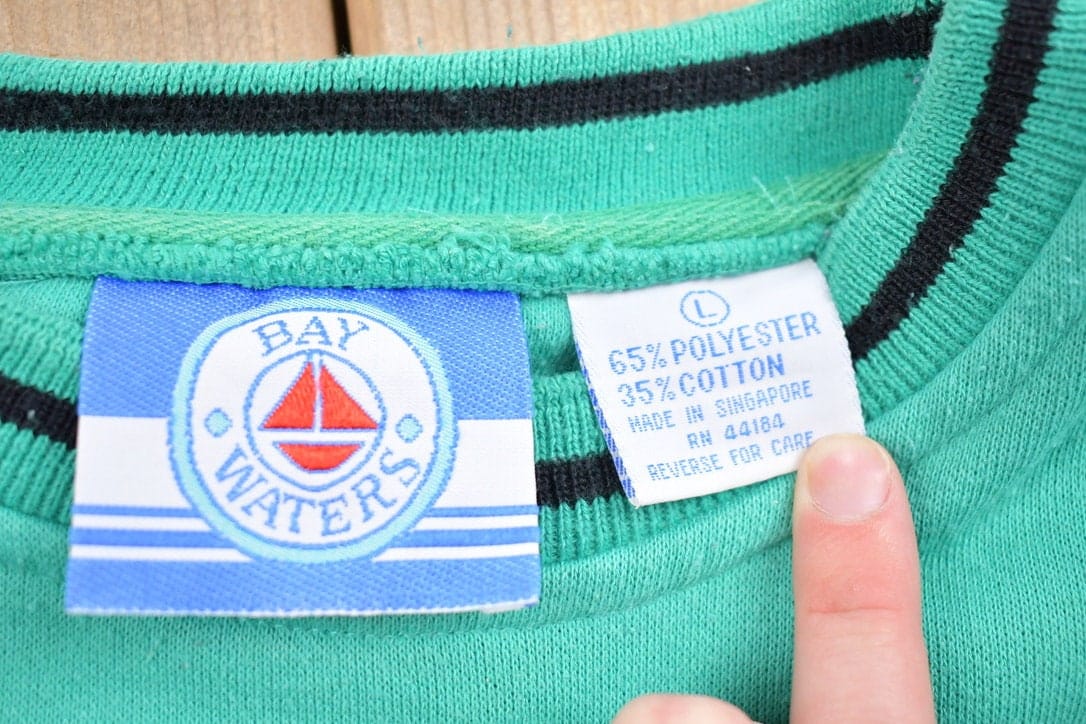 BAY
WATERS
L
65% POLYESTER
35% COTTON
MADE IN SINGAPORE
RN 44184
REVERSE FOR CARE